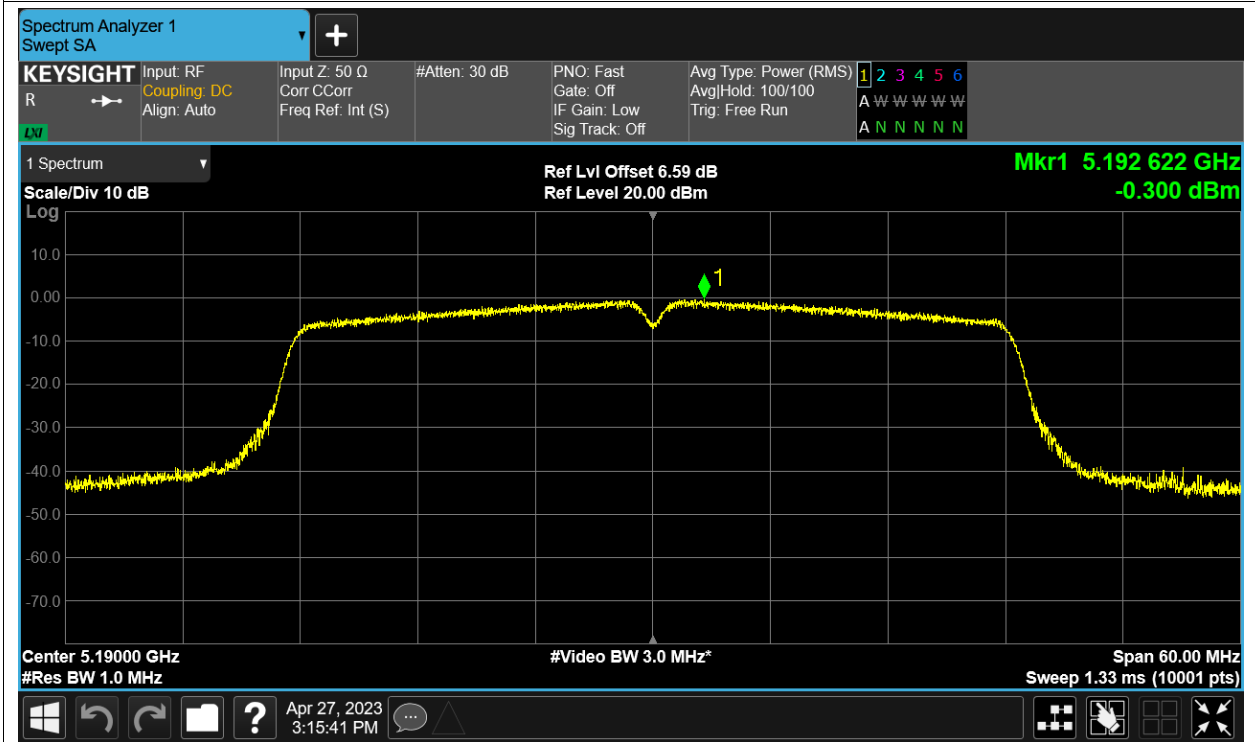 Spectrum Analyzer 1
Swept SA
+
KEYSIGHT
R
LXI
Input: RF
Coupling: DC
Align: Auto
Input Z: 50 Ω
Corr CCorr
Freq Ref: Int (S)
#Atten: 30 dB
PNO: Fast
Gate: Off
IF Gain: Low
Sig Track: Off
Avg Type: Power (RMS)
Avg|Hold: 100/100
Trig: Free Run
1 2 3 4 5 6
A W W W W W
A N N N N N
1 Spectrum
Scale/Div 10 dB
Log
Ref Lvl Offset 6.59 dB
Ref Level 20.00 dBm
Mkr1 5.192 622 GHz
-0.300 dBm
10.0
0.00
-10.0
-20.0
-30.0
-40.0
-50.0
-60.0
-70.0
1
Center 5.19000 GHz
#Res BW 1.0 MHz
#Video BW 3.0 MHz*
Span 60.00 MHz
Sweep 1.33 ms (10001 pts)
?
Apr 27, 2023
3:15:41 PM